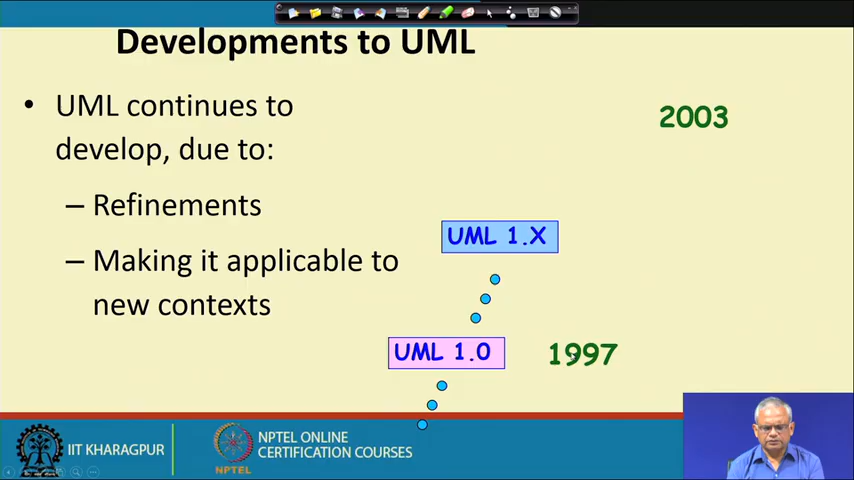 Developments to UML
• UML continues to
develop, due to:
– Refinements
– Making it applicable to
new contexts
2003
UML 1.X
UML 1.0
1997
IIT KHARAGPUR
NPTEL
NPTEL ONLINE
CERTIFICATION COURSES